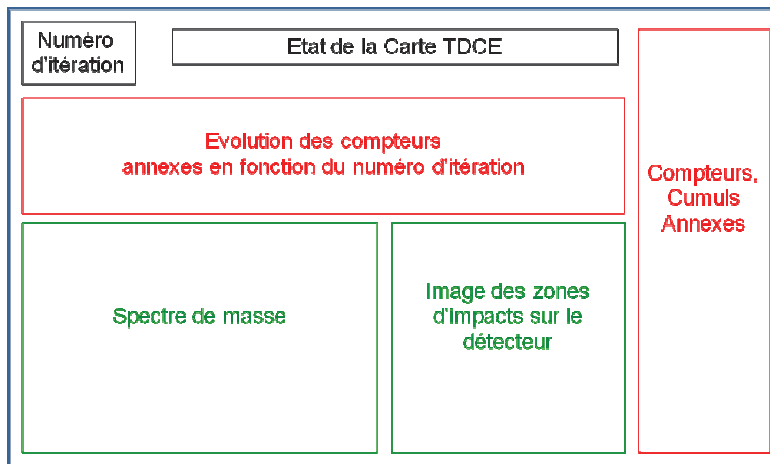 Numéro
d'itération
Etat de la Carte TDCE
Evolution des compteurs
annexes en fonction du numéro d'itération
Compteurs,
Cumuls
Annexes
Spectre de masse
Image des zones
d'impacts sur le
détecteur